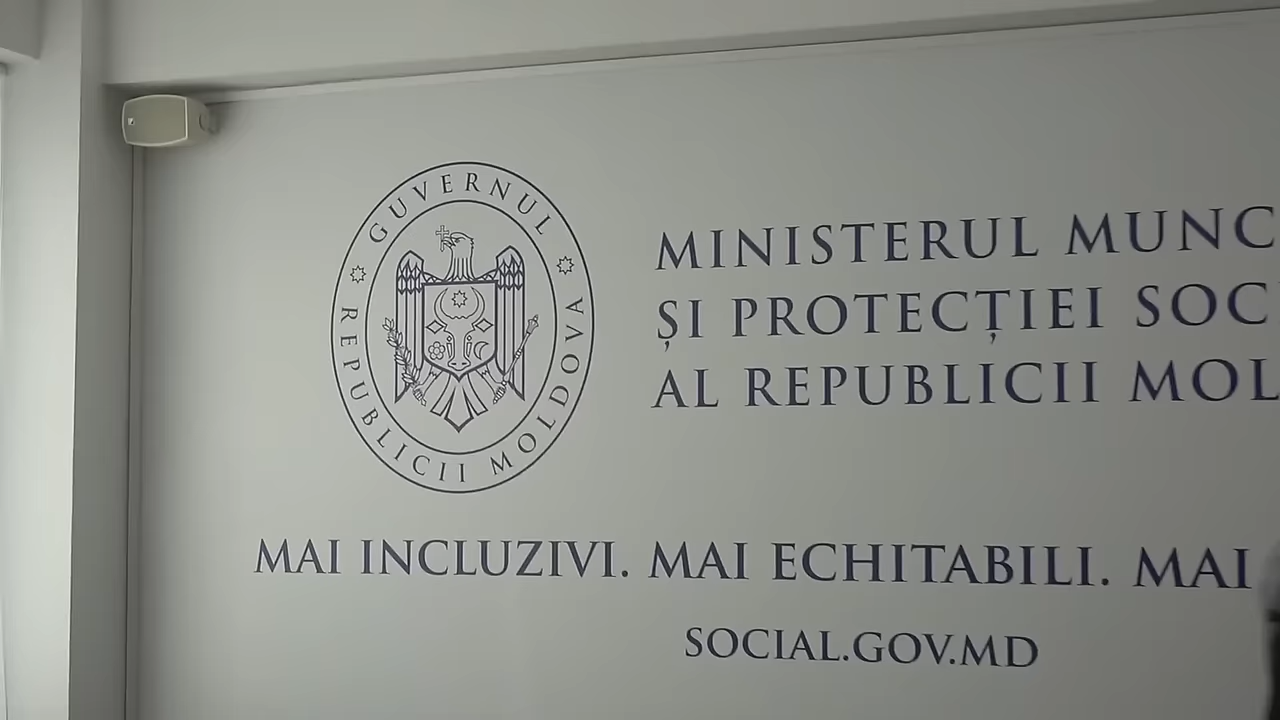 GUVERNUL
REPUBLICII MOLDOVA
MINISTERUL MUNC
ȘI PROTECȚIEI SOC
AL REPUBLICII MOL
MAI INCLUZIVI. MAI ECHITABILI. MAI
SOCIAL.GOV.MD